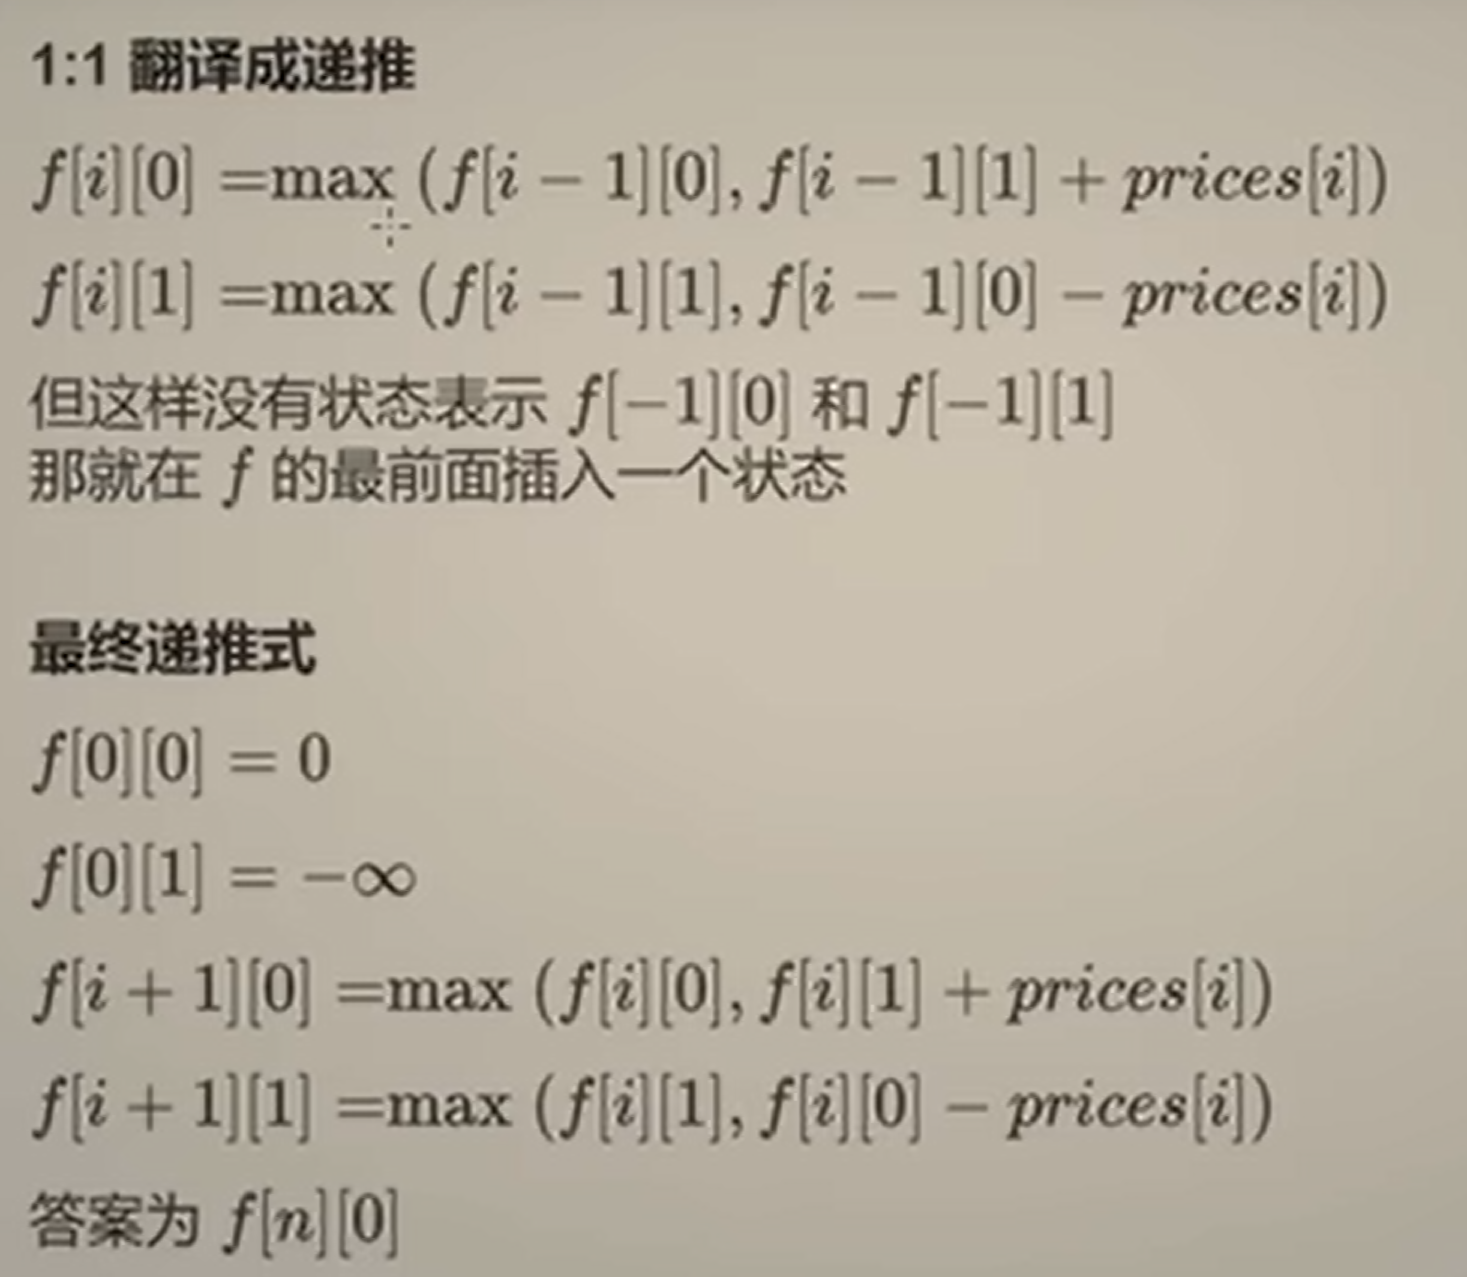 1:1 翻译成递推
f[i][0] =max (f[i − 1][0], f[i − 1][1] + prices[i])
f[i][1] =max (f[i − 1][1], f[i − 1][0] − prices[i])
但这样没有状态表示 f[−1][0] 和 f[−1][1]
那就在 f 的最前面插入一个状态
最终递推式
f[0][0] = 0
f[0][1] = −∞
f[i + 1][0] =max (f[i][0], f[i][1] + prices[i])
f[i + 1][1] =max (f[i][1], f[i][0] − prices[i])
答案为 f[n][0]